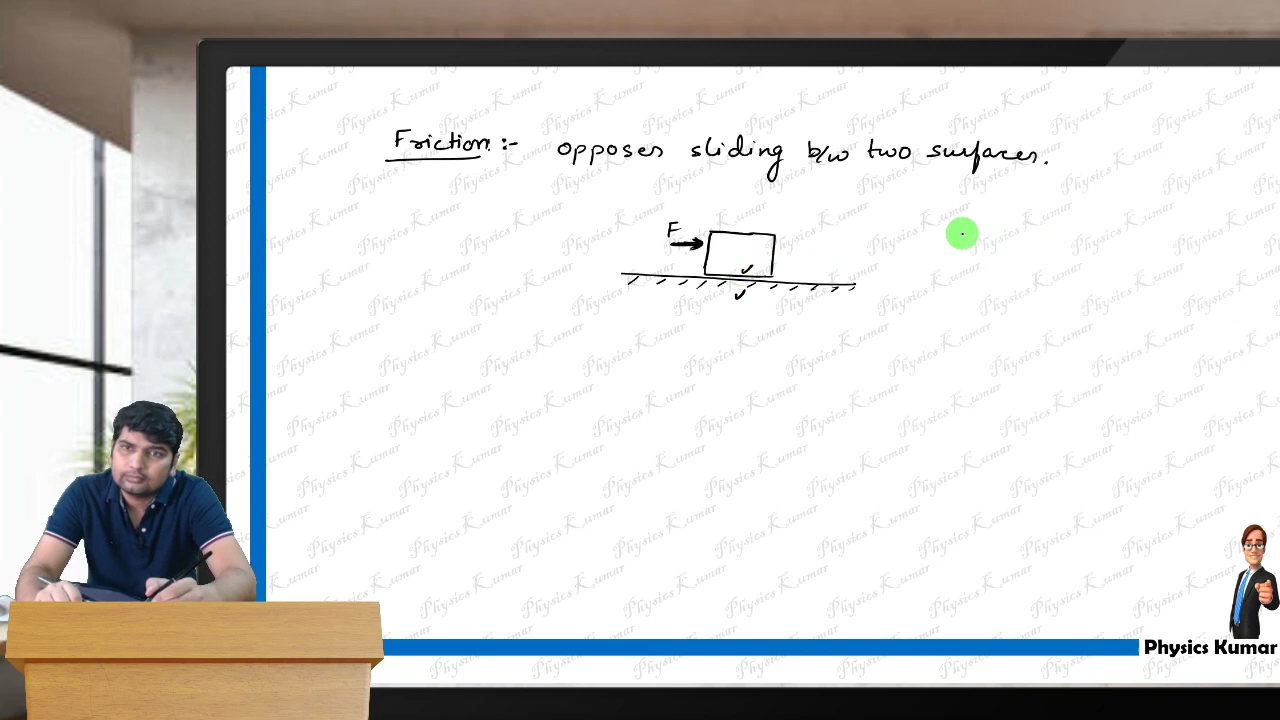 Friction :- opposes sliding b/w two surfaces.
F
Physics Kumar